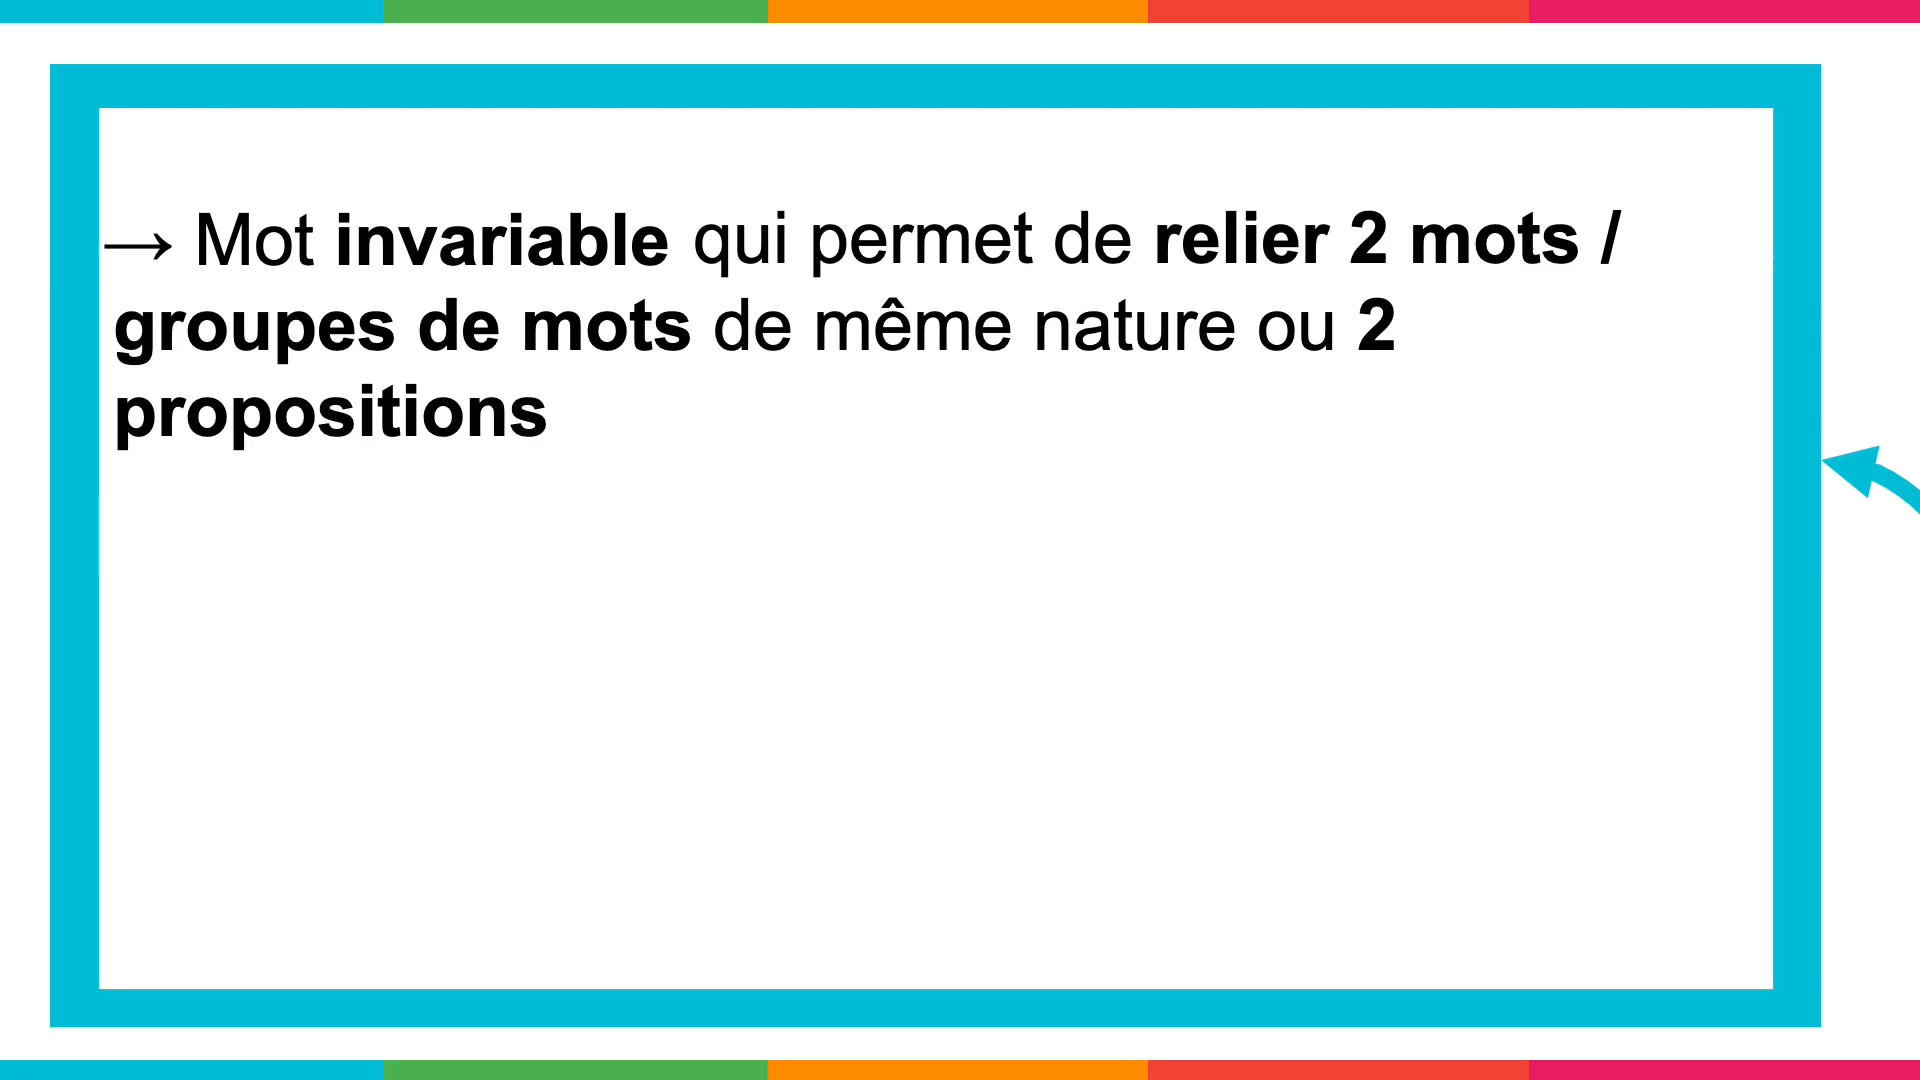 → Mot invariable qui permet de relier 2 mots /
groupes de mots de même nature ou 2
propositions